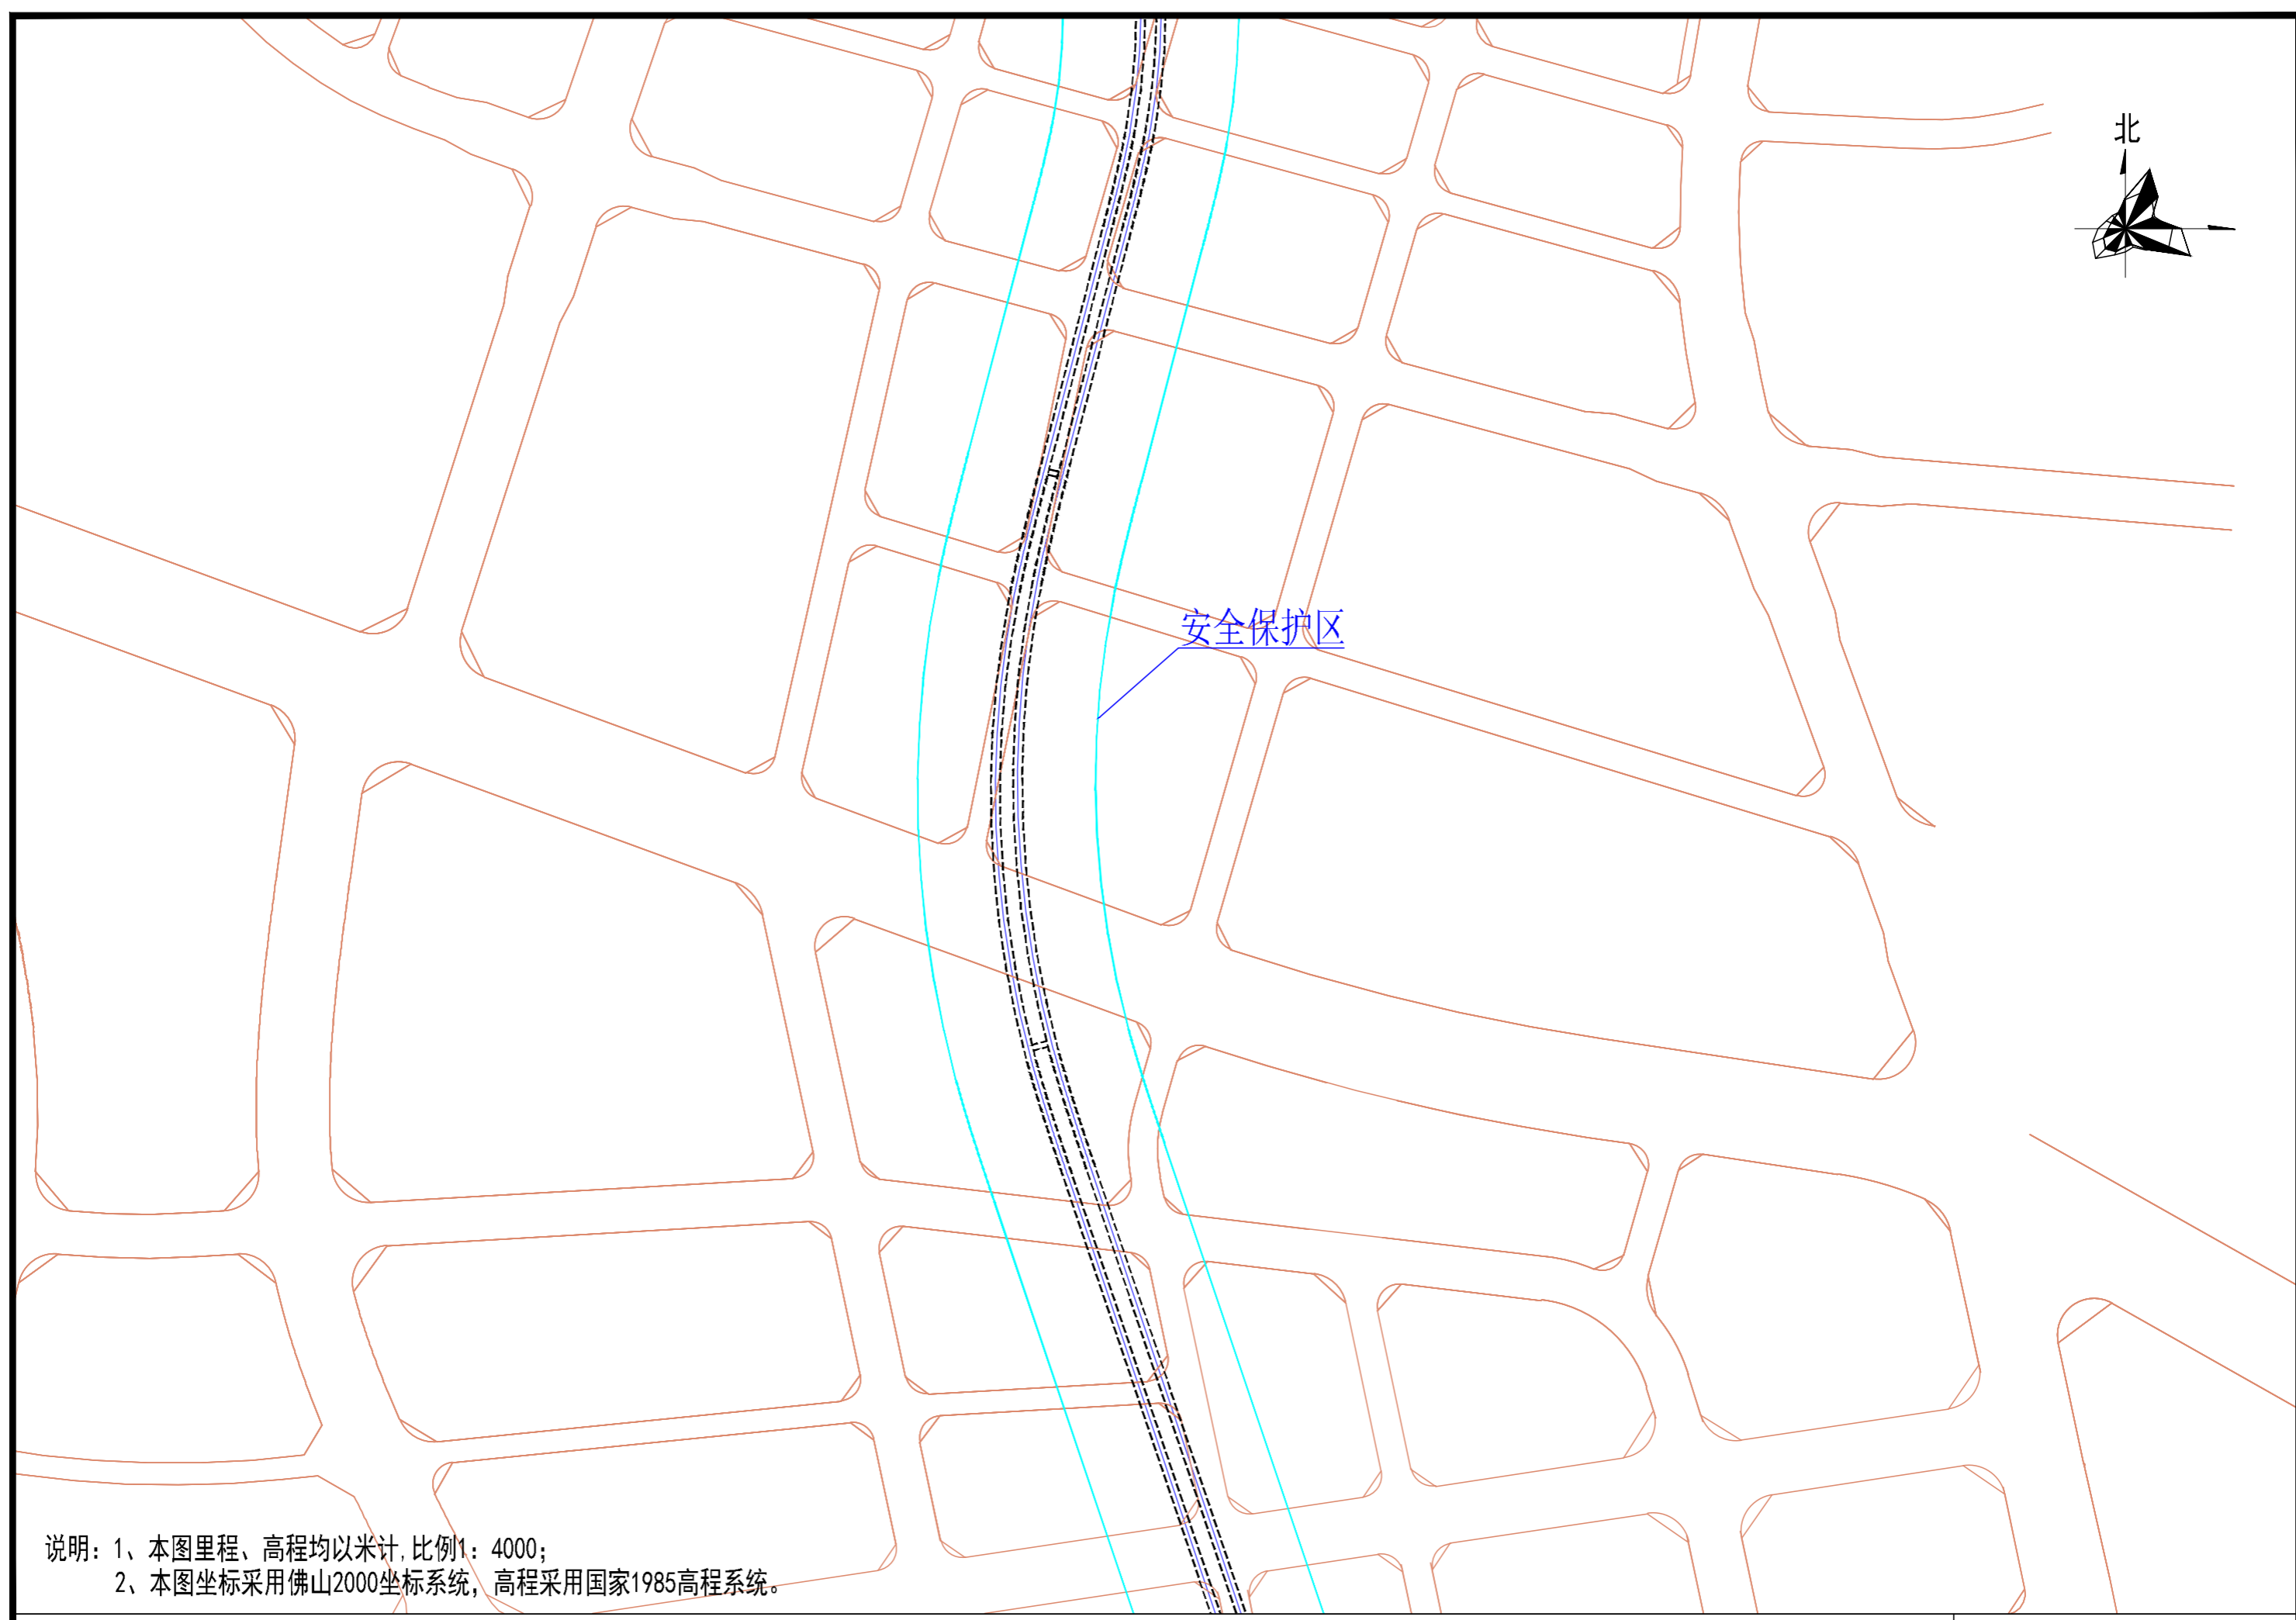 北
安全保护区
说明：1、本图里程、高程均以米计,比例1：4000；
2、本图坐标采用佛山2000坐标系统，高程采用国家1985高程系统。